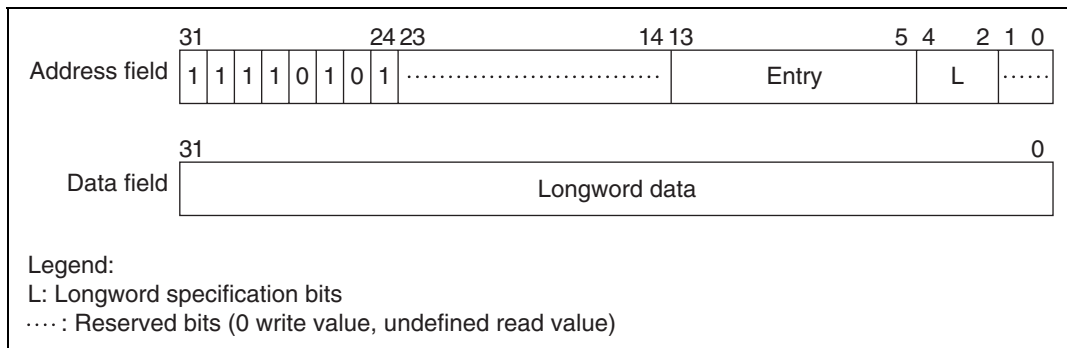 31 24 23 14 13 5 4 2 1 0
Address field 1 1 1 1 0 1 0 1 ............................. Entry L ......
31 0
Data field Longword data
Legend:
L: Longword specification bits
.... : Reserved bits (0 write value, undefined read value)